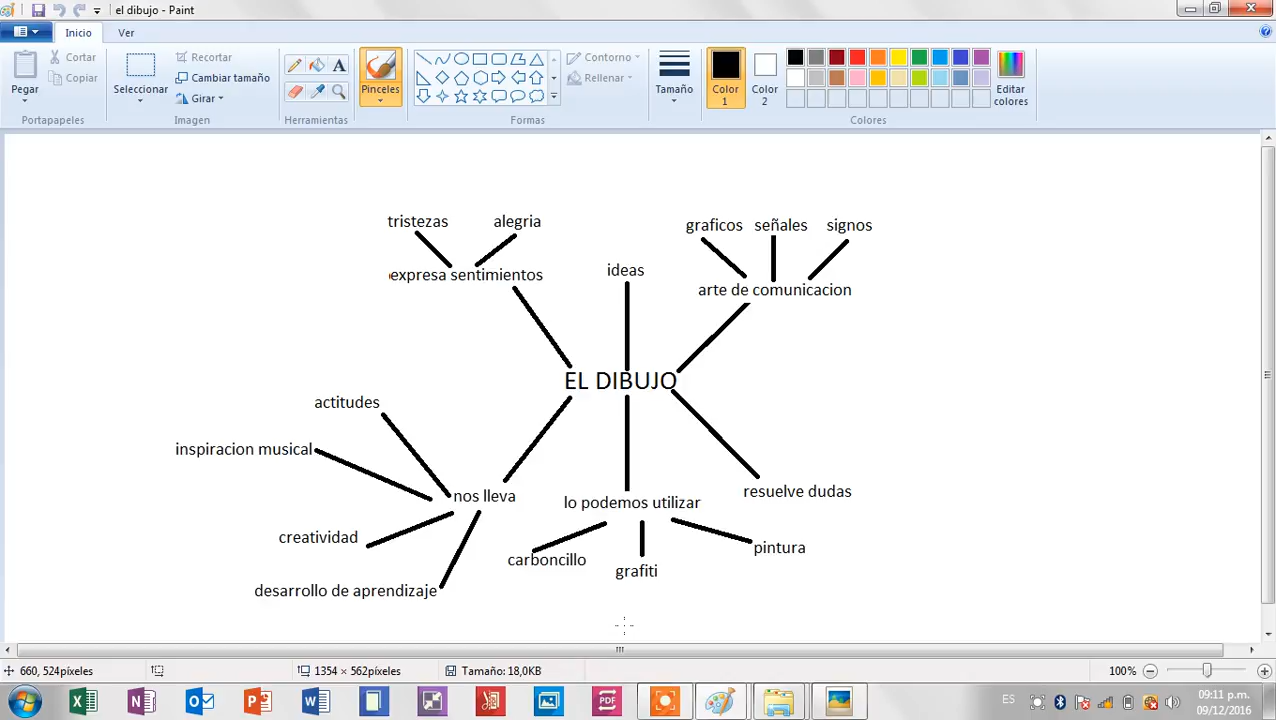 el dibujo - Paint
Inicio
Ver
Pegar
Cortar
Copiar
Portapapeles
Seleccionar
Recortar
Cambiar tamaño
Girar
Imagen
A
Herramientas
Pinceles
Contorno
Rellenar
Formas
Tamaño
Color 1
Color 2
Editar colores
Colores
tristezas
alegria
expresa sentimientos
ideas
graficos
señales
signos
arte de comunicacion
EL DIBUJO
actitudes
inspiracion musical
nos lleva
creatividad
desarrollo de aprendizaje
lo podemos utilizar
carboncillo
grafiti
pintura
resuelve dudas
660, 524píxeles
1354 × 562píxeles
Tamaño: 18,0KB
100%
PDF
ES
09:11 p.m.
09/12/2016